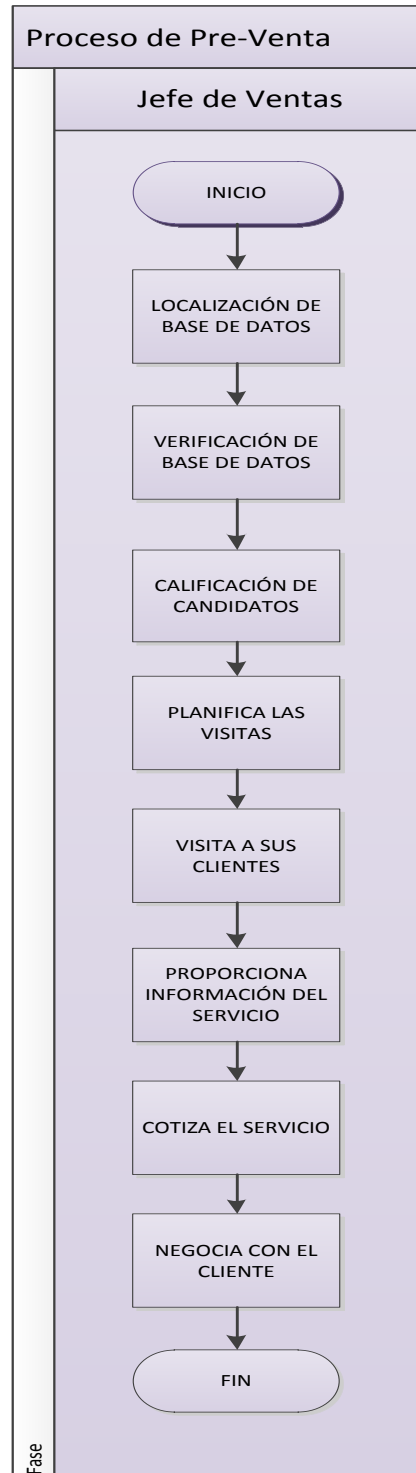 Proceso de Pre-Venta
Jefe de Ventas
INICIO
LOCALIZACIÓN DE
BASE DE DATOS
VERIFICACIÓN DE
BASE DE DATOS
CALIFICACIÓN DE
CANDIDATOS
PLANIFICA LAS
VISITAS
VISITA A SUS
CLIENTES
PROPORCIONA
INFORMACIÓN DEL
SERVICIO
COTIZA EL SERVICIO
NEGOCIA CON EL
CLIENTE
FIN
Fase